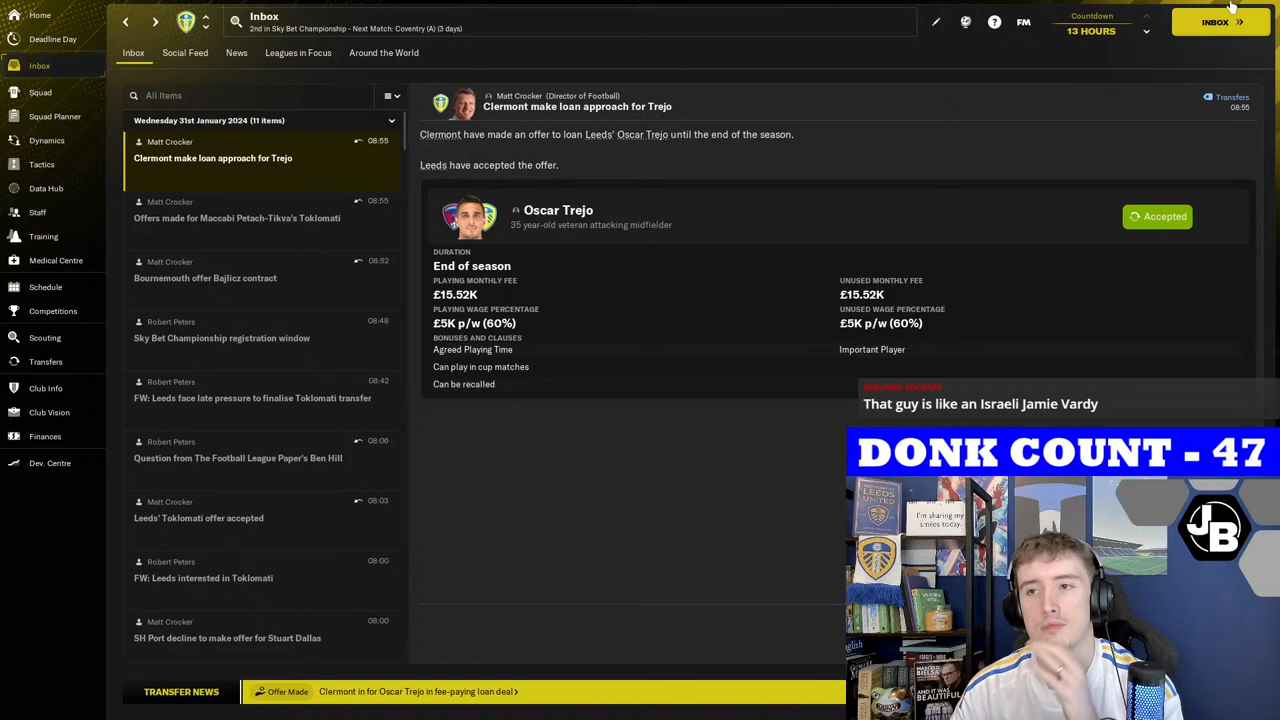 Home
Deadline Day
Inbox
Squad
Squad Planner
Dynamics
Tactics
Data Hub
Staff
Training
Medical Centre
Schedule
Competitions
Scouting
Transfers
Club Info
Club Vision
Finances
Dev. Centre
Inbox
2nd in Sky Bet Championship - Next Match: Coventry (A) (3 days)
FM
Countdown
13 HOURS
INBOX
Inbox
Social Feed
News
Leagues in Focus
Around the World
All Items
Wednesday 31st January 2024 (11 items)
Matt Crocker
08:55
Clermont make loan approach for Trejo
Matt Crocker
08:55
Offers made for Maccabi Petach-Tikva's Toklomati
Matt Crocker
08:52
Bournemouth offer Bajlicz contract
Robert Peters
08:48
Sky Bet Championship registration window
Robert Peters
08:42
FW: Leeds face late pressure to finalise Toklomati transfer
Robert Peters
08:06
Question from The Football League Paper's Ben Hill
Matt Crocker
08:03
Leeds' Toklomati offer accepted
Robert Peters
08:00
FW: Leeds interested in Toklomati
Matt Crocker
08:00
SH Port decline to make offer for Stuart Dallas
Matt Crocker (Director of Football)
Clermont make loan approach for Trejo
Transfers
08:55
Clermont have made an offer to loan Leeds' Oscar Trejo until the end of the season.
Leeds have accepted the offer.
Oscar Trejo
35 year-old veteran attacking midfielder
Accepted
DURATION
End of season
PLAYING MONTHLY FEE
£15.52K
UNUSED MONTHLY FEE
£15.52K
PLAYING WAGE PERCENTAGE
£5K p/w (60%)
UNUSED WAGE PERCENTAGE
£5K p/w (60%)
BONUSES AND CLAUSES
Agreed Playing Time
Important Player
Can play in cup matches
Can be recalled
That guy is like an Israeli Jamie Vardy
DONK COUNT - 47
LEEDS UNITED
I'm sharing my
smiles today.
JB
MARCELO
BIELSA
AND IT WAS
BEAUTIFUL
TRANSFER NEWS
Offer Made
Clermont in for Oscar Trejo in fee-paying loan deal